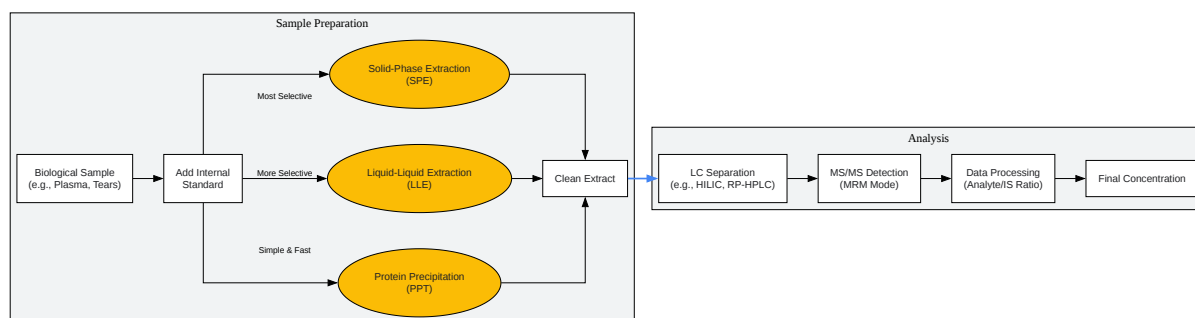 Sample Preparation
Solid-Phase Extraction
(SPE)
Most Selective
Biological Sample
(e.g., Plasma, Tears)
Add Internal
Standard
More Selective
Liquid-Liquid Extraction
(LLE)
Clean Extract
Simple & Fast
Protein Precipitation
(PPT)
Analysis
LC Separation
(e.g., HILIC, RP-HPLC)
MS/MS Detection
(MRM Mode)
Data Processing
(Analyte/IS Ratio)
Final Concentration